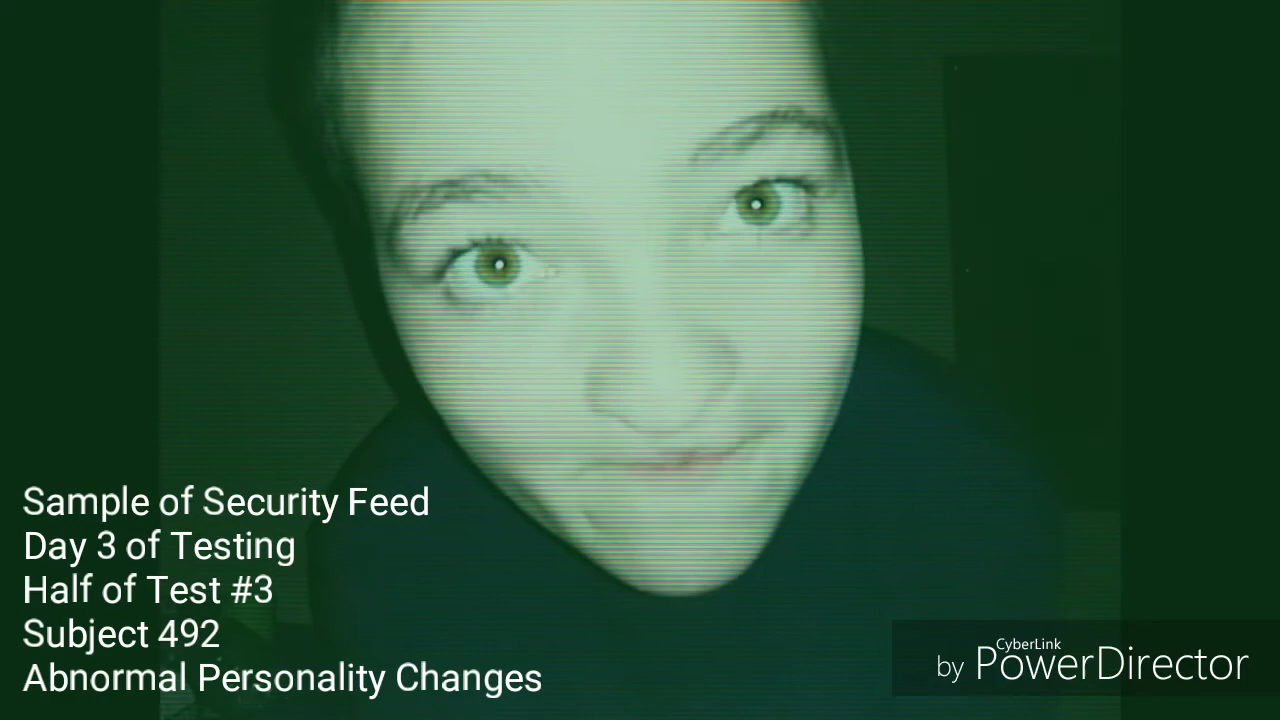 Sample of Security Feed
Day 3 of Testing
Half of Test #3
Subject 492
Abnormal Personality Changes
CyberLink
by PowerDirector